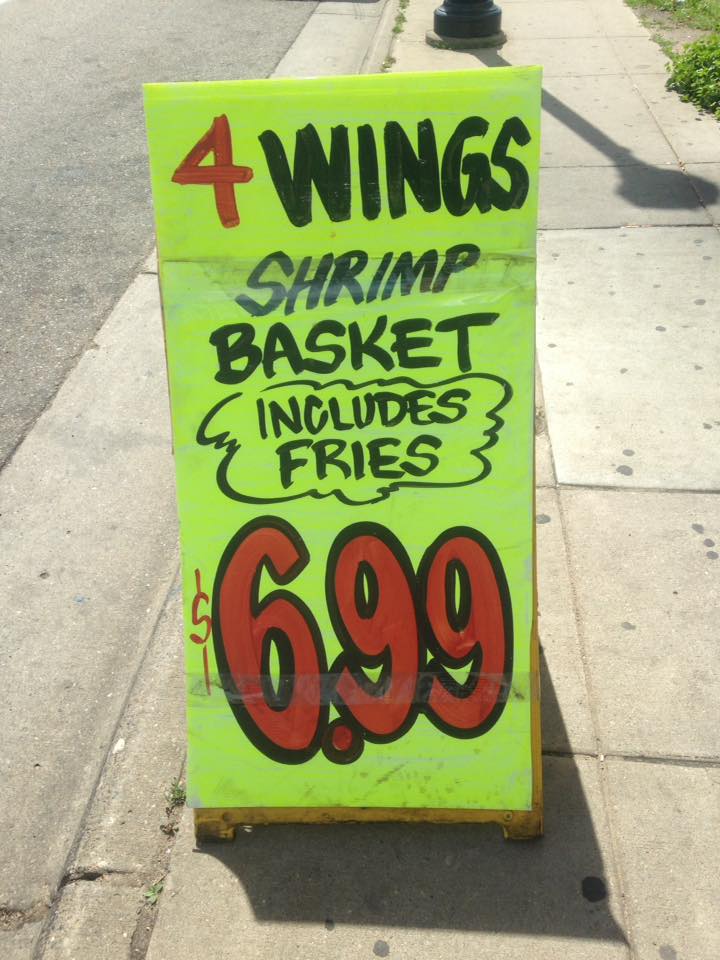 4 WINGS
SHRIMP
BASKET
INCLUDES
FRIES
$6.99